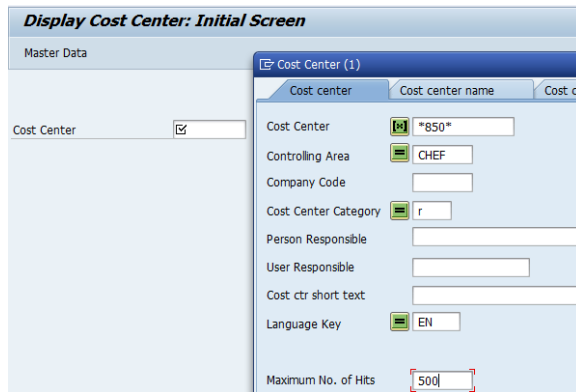 Display Cost Center: Initial Screen
Master Data
Cost Center (1)
Cost center
Cost center name
Cost c
Cost Center
Cost Center *850*
Controlling Area = CHEF
Company Code
Cost Center Category = r
Person Responsible
User Responsible
Cost ctr short text
Language Key = EN
Maximum No. of Hits 500